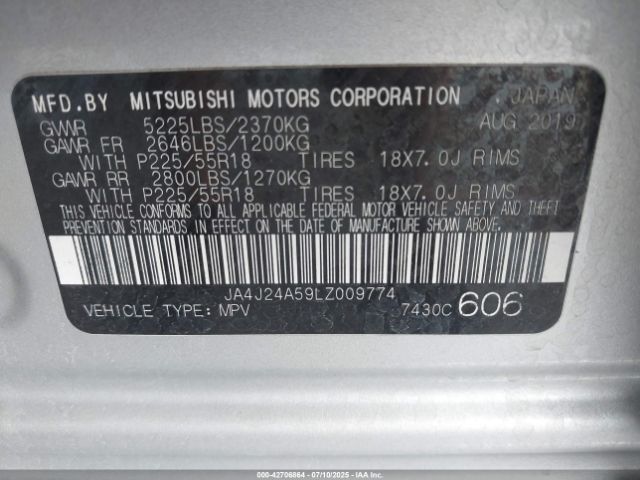 MFD.BY MITSUBISHI MOTORS CORPORATION JAPAN
GVWR 5225LBS/2370KG AUG 2019
GAWR FR 2646LBS/1200KG
WITH P225/55R18 TIRES 18X7.0J RIMS
GAWR RR 2800LBS/1270KG
WITH P225/55R18 TIRES 18X7.0J RIMS
THIS VEHICLE CONFORMS TO ALL APPLICABLE FEDERAL MOTOR VEHICLE SAFETY AND THEFT
PREVENTION STANDARDS IN EFFECT ON THE DATE OF MANUFACTURE SHOWN ABOVE.
JA4J24A59LZ009774
VEHICLE TYPE: MPV 7430C 606
000-42706864 | 07/10/2025 | IAAI.CA